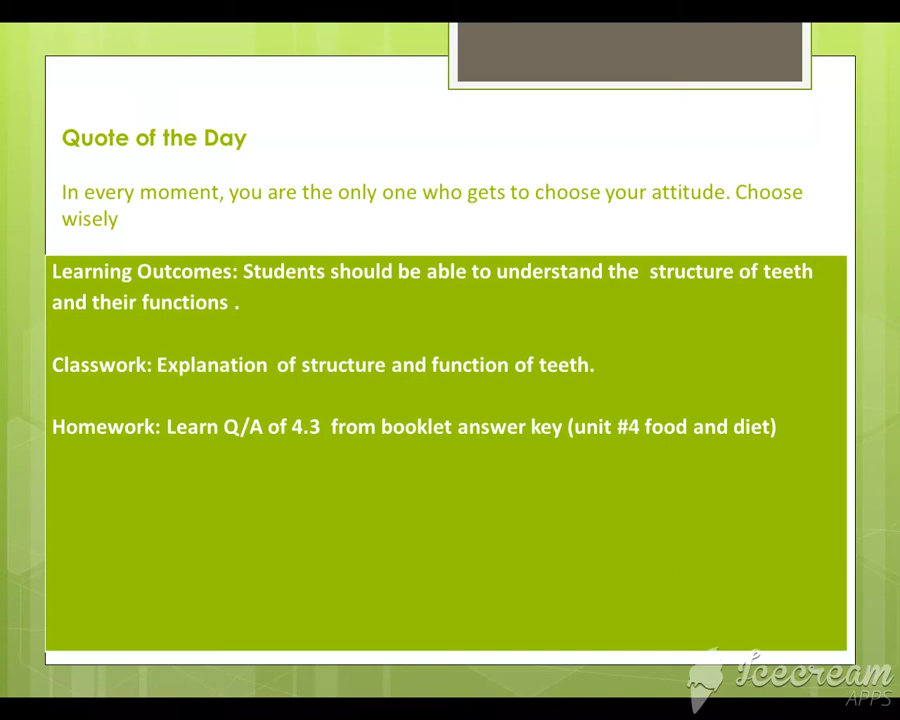 Quote of the Day
In every moment, you are the only one who gets to choose your attitude. Choose
wisely
Learning Outcomes: Students should be able to understand the structure of teeth
and their functions .
Classwork: Explanation of structure and function of teeth.
Homework: Learn Q/A of 4.3 from booklet answer key (unit #4 food and diet)
Icecream
APPS